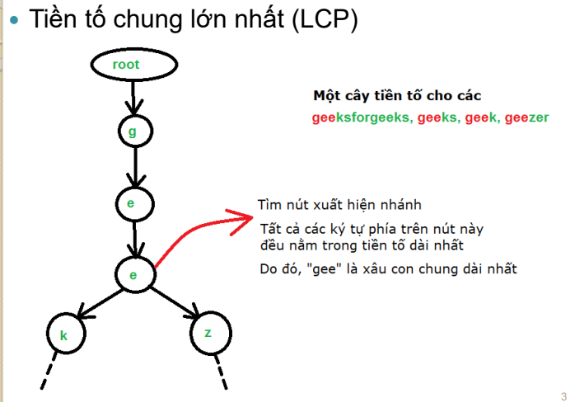 Tiền tố chung lớn nhất (LCP)
root
g
e
e
k
z
Một cây tiền tố cho các
geeksforgeeks, geeks, geek, geezer
Tìm nút xuất hiện nhánh
Tất cả các ký tự phía trên nút này
đều nằm trong tiền tố dài nhất
Do đó, "gee" là xâu con chung dài nhất
3